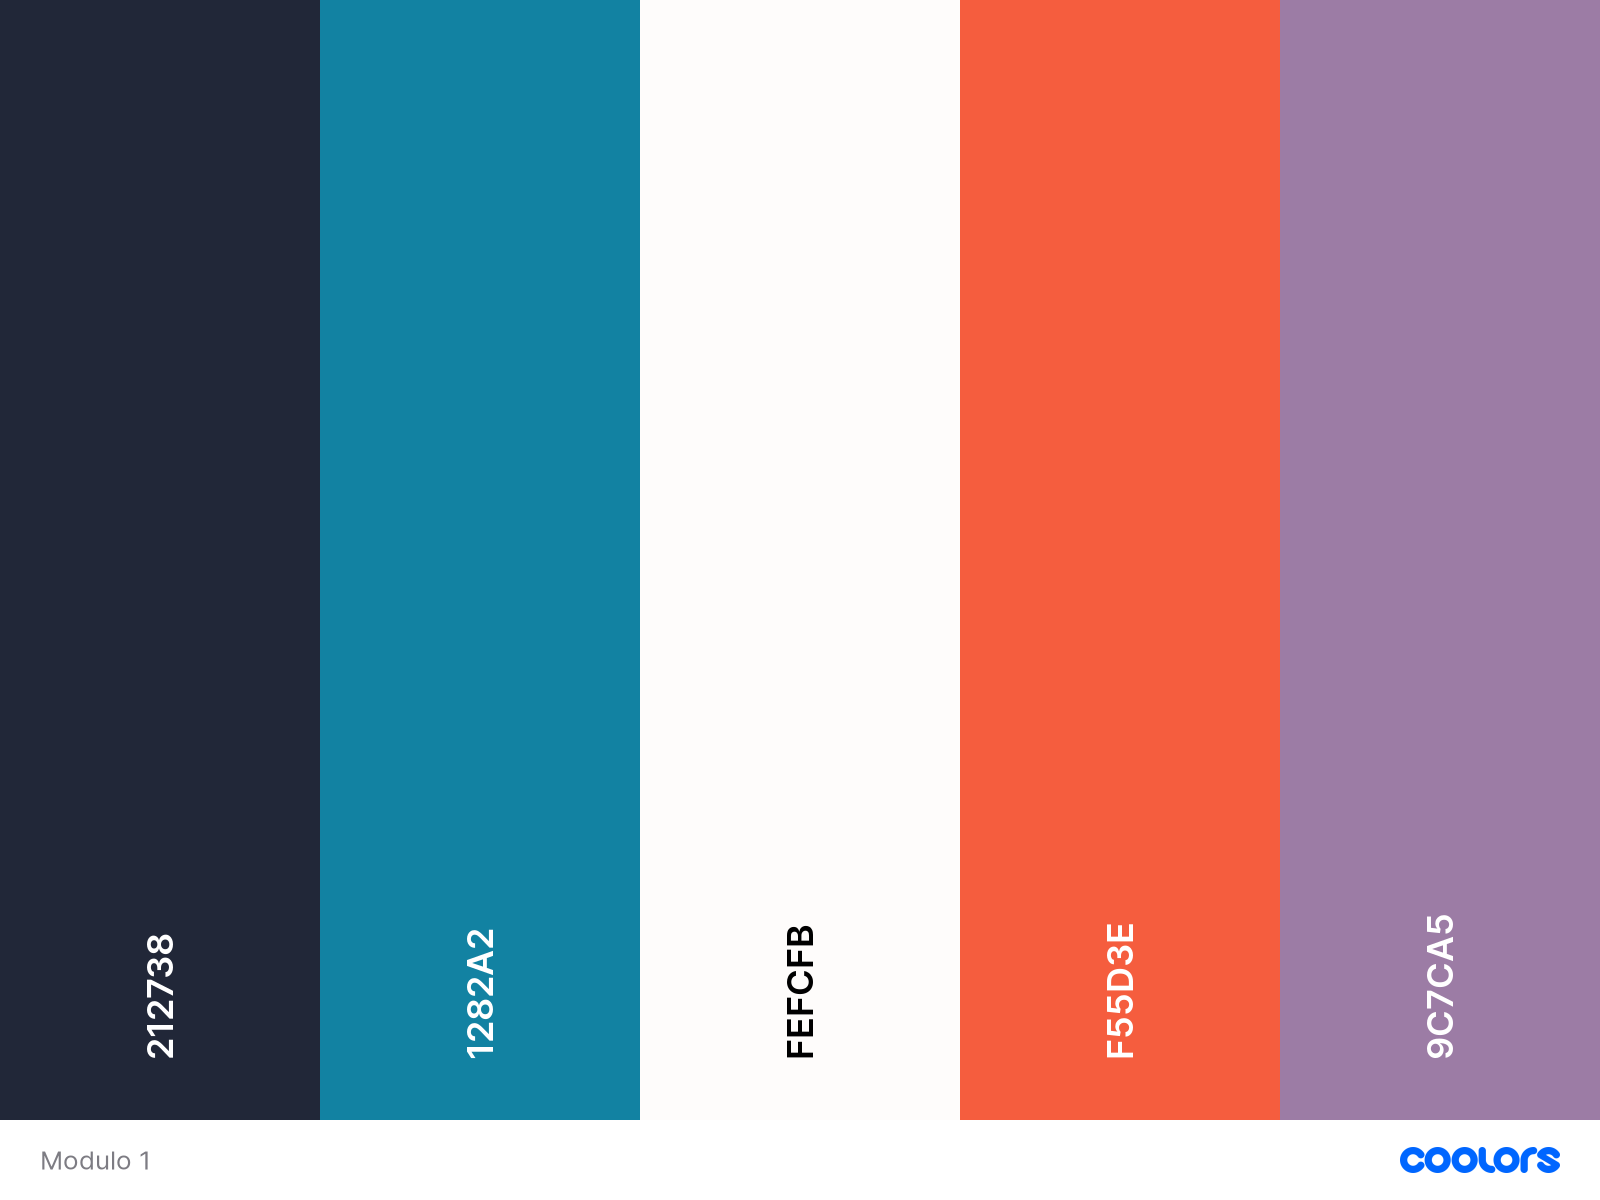 212738
1282A2
FEFCFB
F55D3E
9C7CA5
Modulo 1
coolors